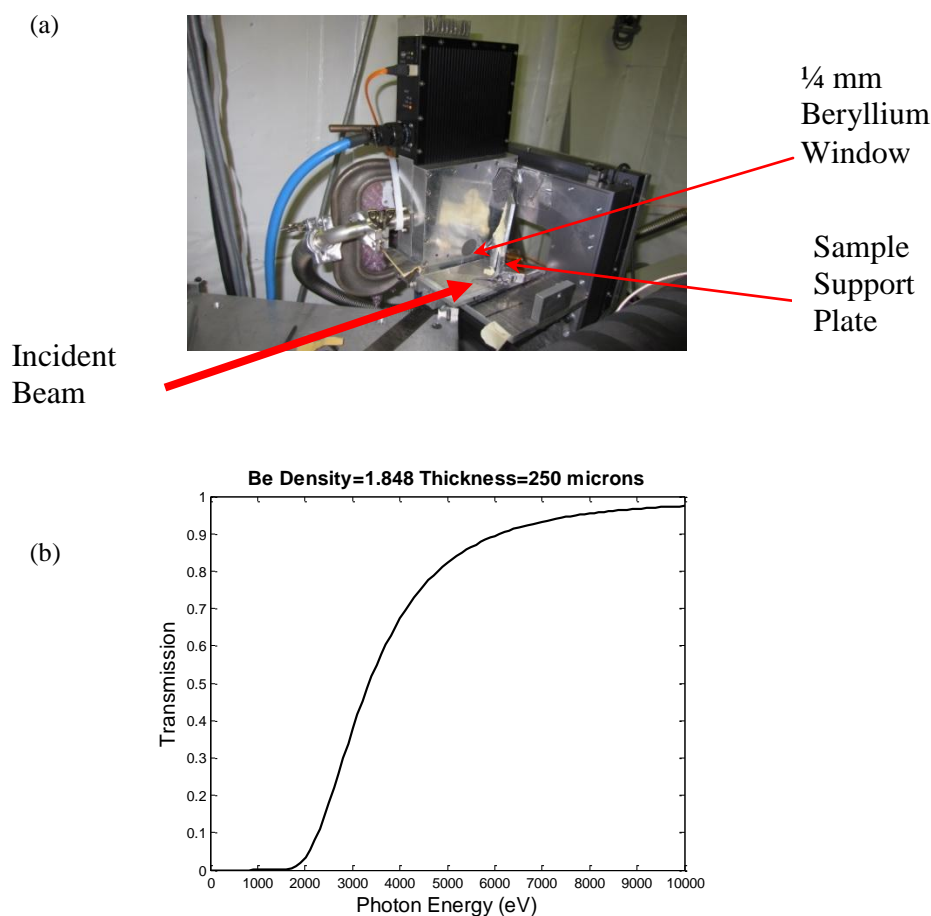 (a)
¼ mm
Beryllium
Window
Sample
Support
Plate
Incident
Beam
(b)
Be Density=1.848 Thickness=250 microns
1
0.9
0.8
0.7
0.6
0.5
0.4
0.3
0.2
0.1
0
Transmission
0 1000 2000 3000 4000 5000 6000 7000 8000 9000 10000
Photon Energy (eV)